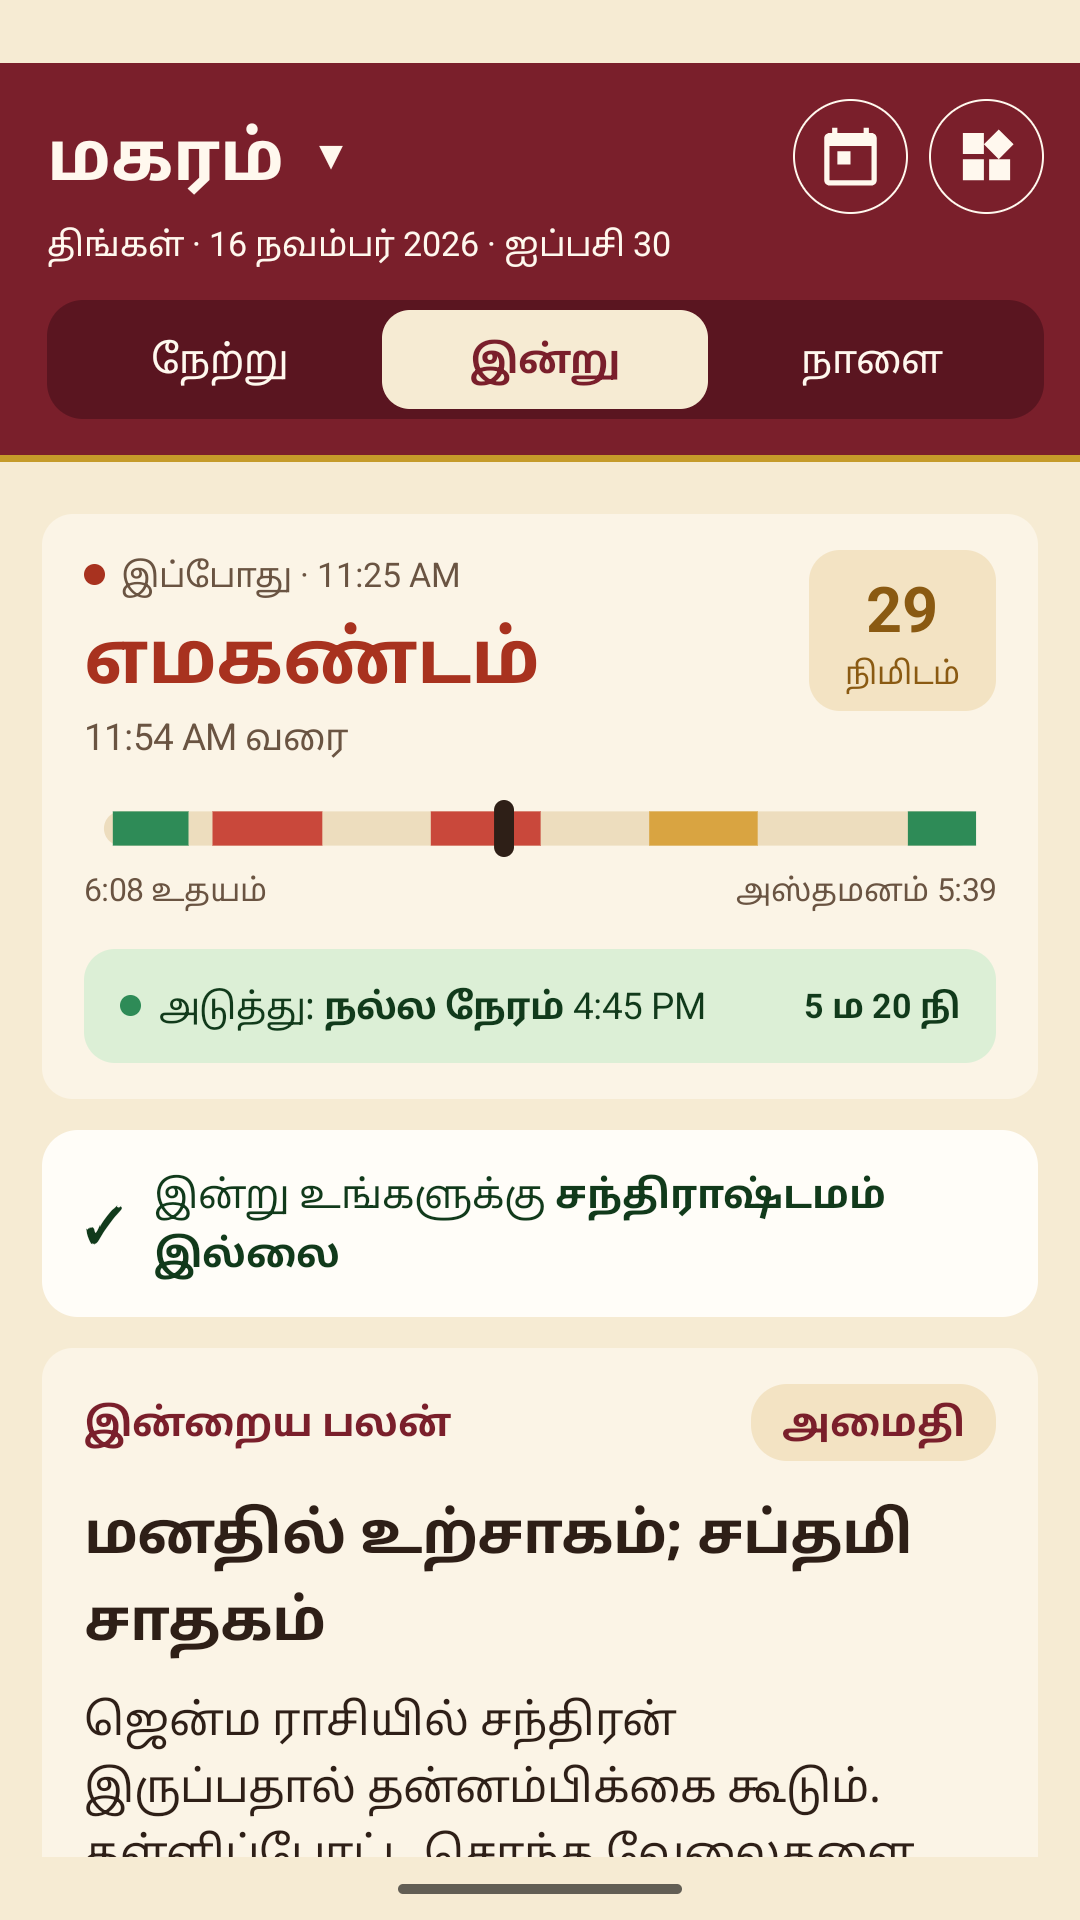 மகரம் ▼
திங்கள் · 16 நவம்பர் 2026 · ஐப்பசி 30
நேற்று
இன்று
நாளை
இப்போது · 11:25 AM
எமகண்டம்
11:54 AM வரை
29
நிமிடம்
6:08 உதயம்
அஸ்தமனம் 5:39
அடுத்து: நல்ல நேரம் 4:45 PM
5 ம 20 நி
✓ இன்று உங்களுக்கு சந்திராஷ்டமம்
இல்லை
இன்றைய பலன்
அமைதி
மனதில் உற்சாகம்; சப்தமி
சாதகம்
ஜென்ம ராசியில் சந்திரன்
இருப்பதால் தன்னம்பிக்கை கூடும்.